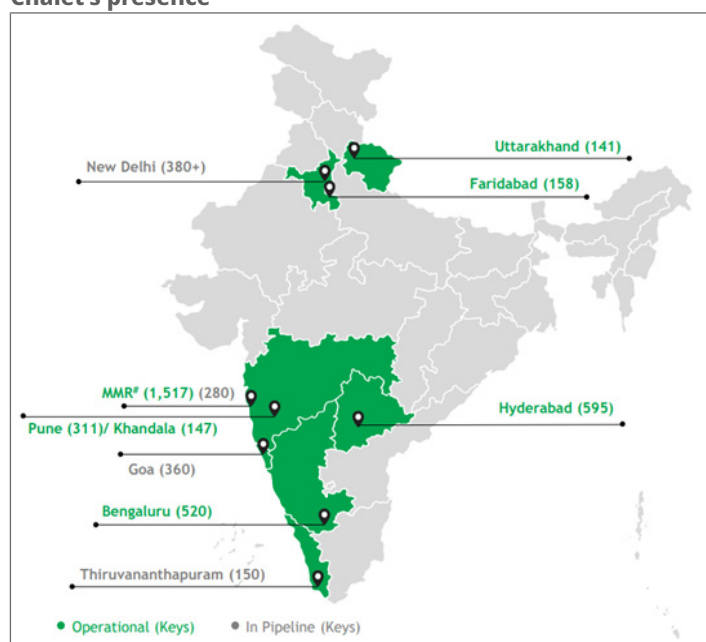 Chalet's presence
Uttarakhand (141)
New Delhi (380+)
Faridabad (158)
MMR# (1,517) (280)
Pune (311)/ Khandala (147)
Hyderabad (595)
Goa (360)
Bengaluru (520)
Thiruvananthapuram (150)
Operational (Keys) In Pipeline (Keys)